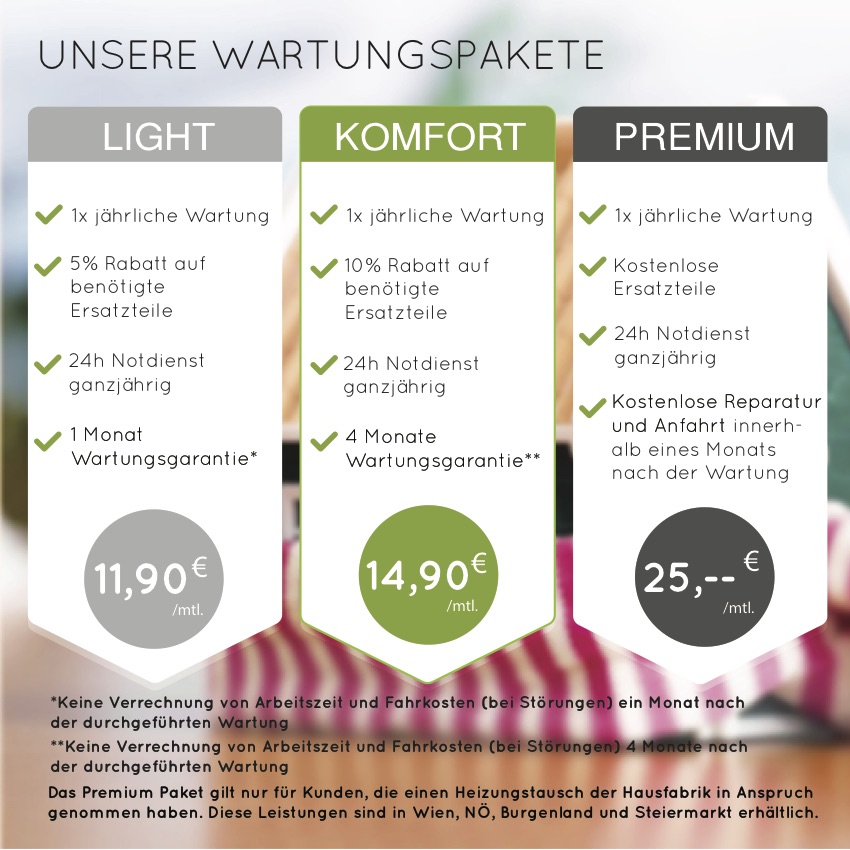 UNSERE WARTUNGSPAKETE
LIGHT
1x jährliche Wartung
5% Rabatt auf
benötigte
Ersatzteile
24h Notdienst
ganzjährig
1 Monat
Wartungsgarantie*
11,90 €
/mtl.
KOMFORT
1x jährliche Wartung
10% Rabatt auf
benötigte
Ersatzteile
24h Notdienst
ganzjährig
4 Monate
Wartungsgarantie**
14,90 €
/mtl.
PREMIUM
1x jährliche Wartung
Kostenlose
Ersatzteile
24h Notdienst
ganzjährig
Kostenlose Reparatur
und Anfahrt innerh-
alb eines Monats
nach der Wartung
25,-- €
/mtl.
*Keine Verrechnung von Arbeitszeit und Fahrkosten (bei Störungen) ein Monat nach
der durchgeführten Wartung
**Keine Verrechnung von Arbeitszeit und Fahrkosten (bei Störungen) 4 Monate nach
der durchgeführten Wartung
Das Premium Paket gilt nur für Kunden, die einen Heizungstausch der Hausfabrik in Anspruch
genommen haben. Diese Leistungen sind in Wien, NÖ, Burgenland und Steiermarkt erhältlich.